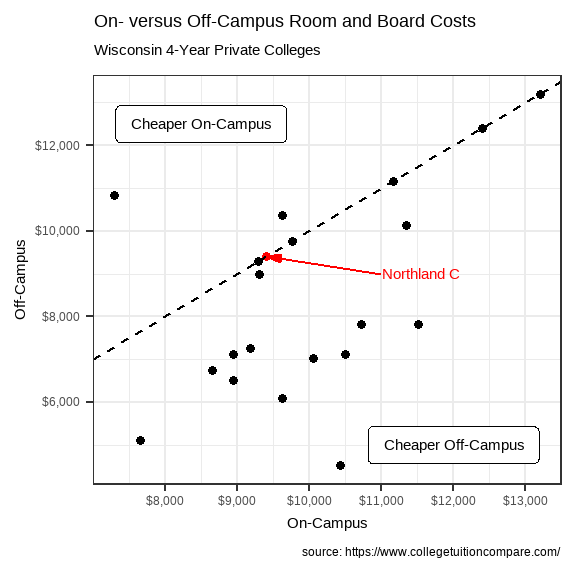 On- versus Off-Campus Room and Board Costs
Wisconsin 4-Year Private Colleges
Cheaper On-Campus
$12,000
$10,000
$8,000
$6,000
Off-Campus
Northland C
Cheaper Off-Campus
$8,000
$9,000
$10,000
$11,000
$12,000
$13,000
On-Campus
source: https://www.collegetuitioncompare.com/